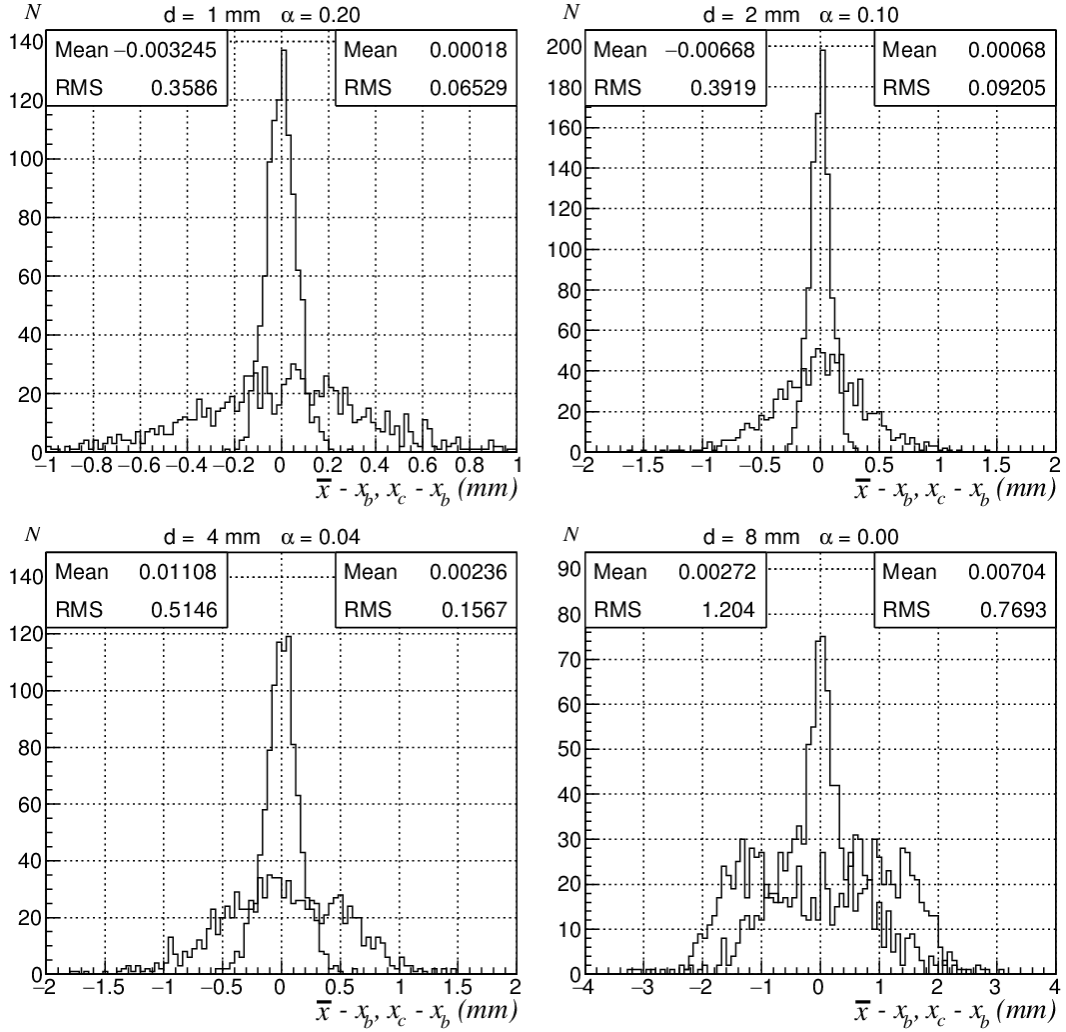 N
d = 1 mm α = 0.20
Mean −0.003245
RMS 0.3586
Mean 0.00018
RMS 0.06529
140
120
100
80
60
40
20
0
−1 −0.8 −0.6 −0.4 −0.2 0 0.2 0.4 0.6 0.8 1
x̅ - x_b, x_c - x_b (mm)
N
d = 2 mm α = 0.10
Mean −0.00668
RMS 0.3919
Mean 0.00068
RMS 0.09205
200
180
160
140
120
100
80
60
40
20
0
−2 −1.5 −1 −0.5 0 0.5 1 1.5 2
x̅ - x_b, x_c - x_b (mm)
N
d = 4 mm α = 0.04
Mean 0.01108
RMS 0.5146
Mean 0.00236
RMS 0.1567
140
120
100
80
60
40
20
0
−2 −1.5 −1 −0.5 0 0.5 1 1.5 2
x̅ - x_b, x_c - x_b (mm)
N
d = 8 mm α = 0.00
Mean 0.00272
RMS 1.204
Mean 0.00704
RMS 0.7693
90
80
70
60
50
40
30
20
10
0
−4 −3 −2 −1 0 1 2 3 4
x̅ - x_b, x_c - x_b (mm)